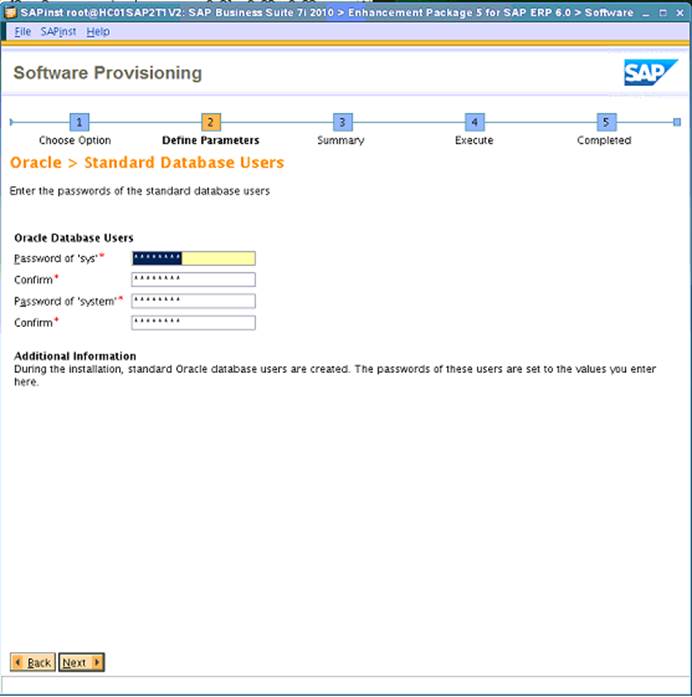 SAPinst root@HC01SAP2T1V2: SAP Business Suite 7i 2010 > Enhancement Package 5 for SAP ERP 6.0 > Software
File SAPinst Help
Software Provisioning
SAP
1 2 3 4 5
Choose Option Define Parameters Summary Execute Completed
Oracle > Standard Database Users
Enter the passwords of the standard database users
Oracle Database Users
Password of 'sys'* ********
Confirm* ********
Password of 'system'* ********
Confirm* ********
Additional Information
During the installation, standard Oracle database users are created. The passwords of these users are set to the values you enter
here.
Back Next